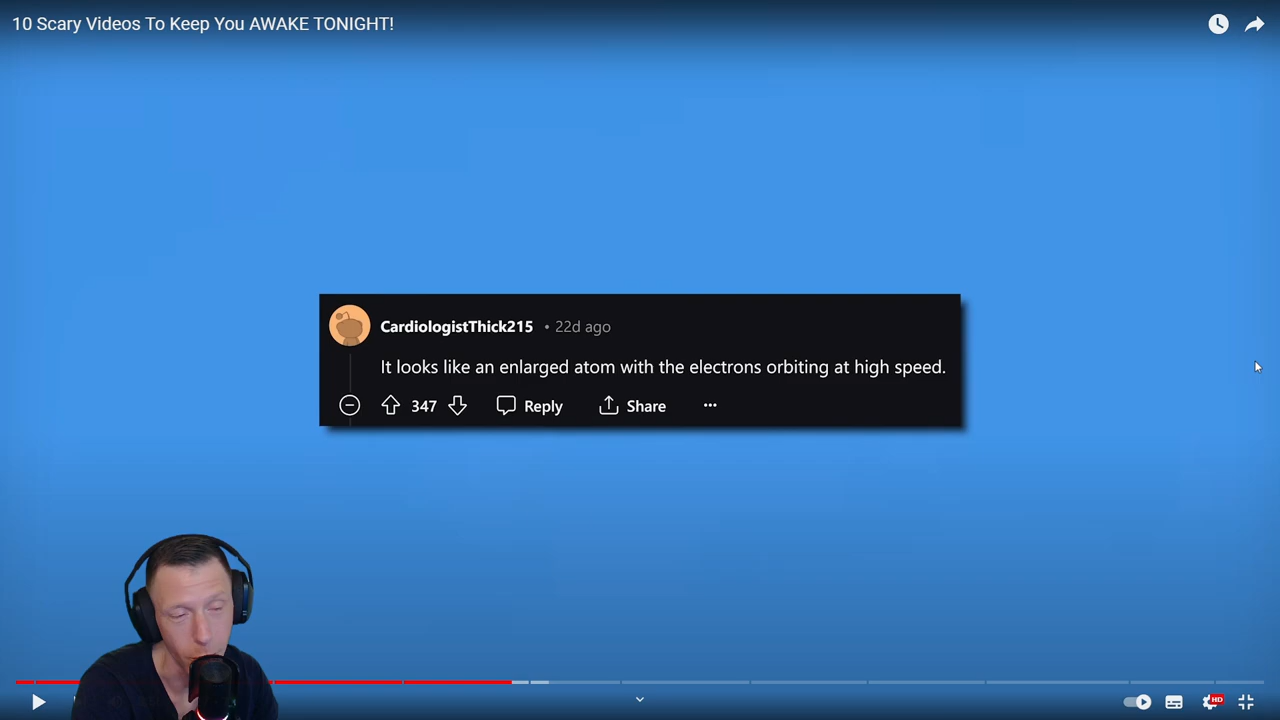 10 Scary Videos To Keep You AWAKE TONIGHT!
CardiologistThick215 • 22d ago
It looks like an enlarged atom with the electrons orbiting at high speed.
347 Reply Share
HD